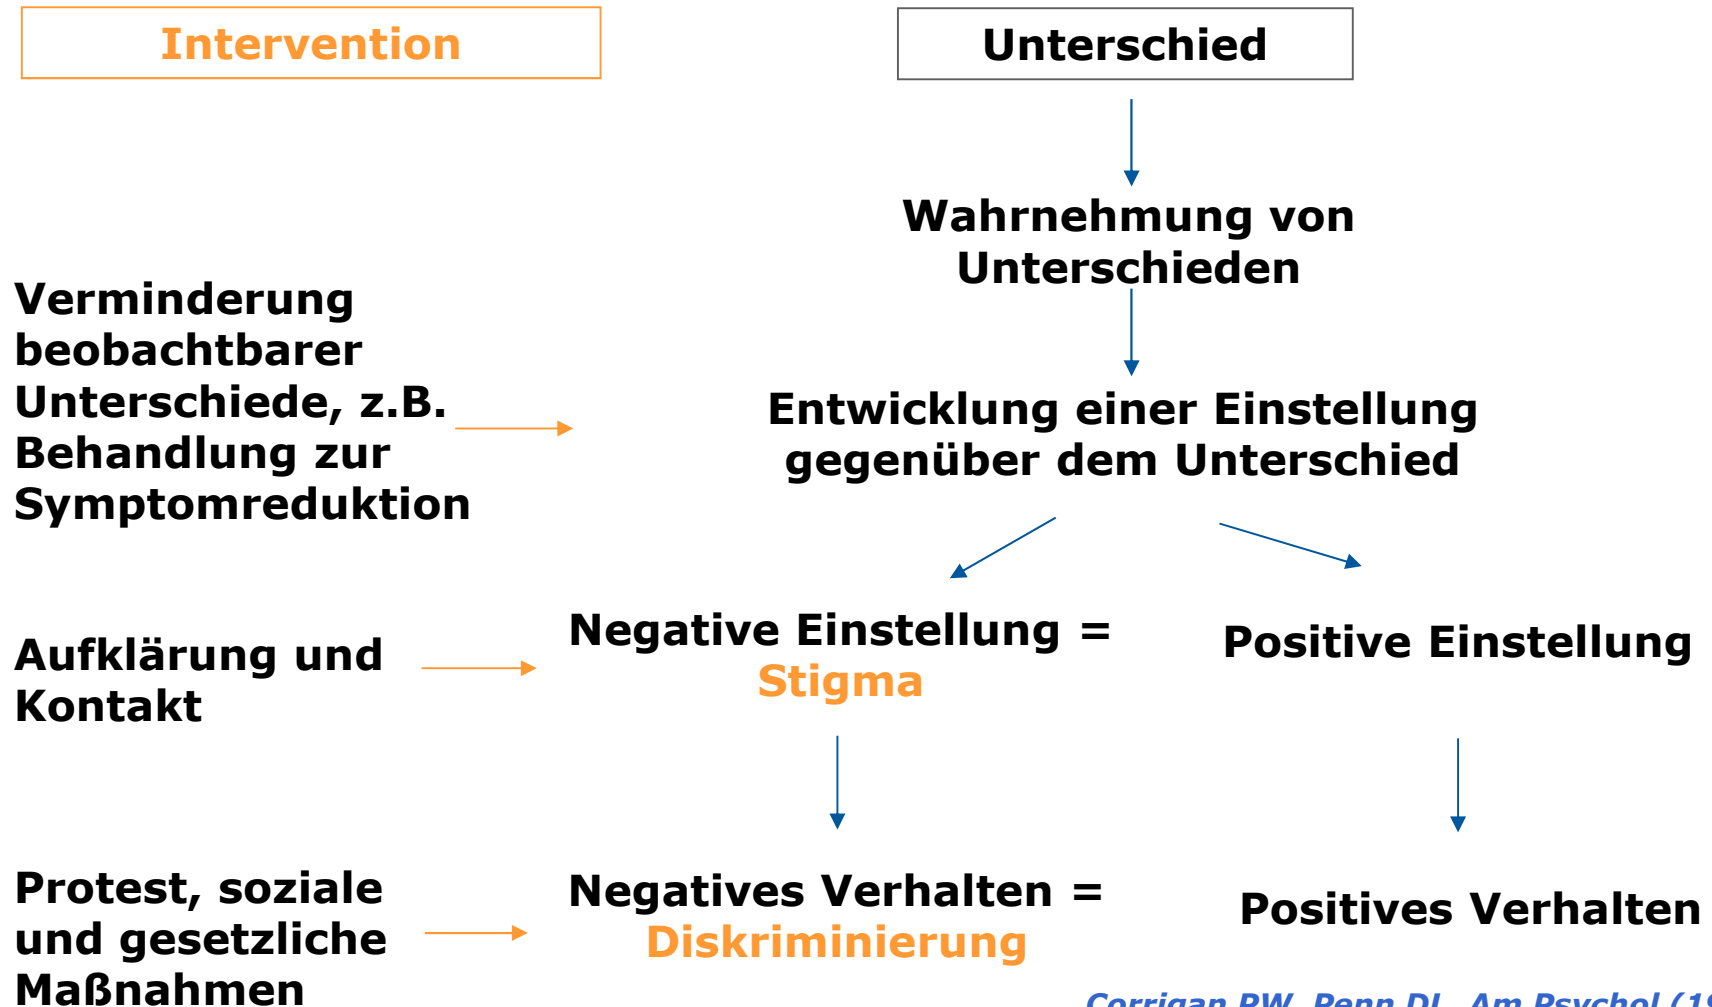 Intervention
Unterschied
Wahrnehmung von
Unterschieden
Verminderung
beobachtbarer
Unterschiede, z.B.
Behandlung zur
Symptomreduktion
Entwicklung einer Einstellung
gegenüber dem Unterschied
Aufklärung und
Kontakt
Negative Einstellung =
Stigma
Positive Einstellung
Protest, soziale
und gesetzliche
Maßnahmen
Negatives Verhalten =
Diskriminierung
Positives Verhalten
Corrigan PW, Penn DL, Am Psychol